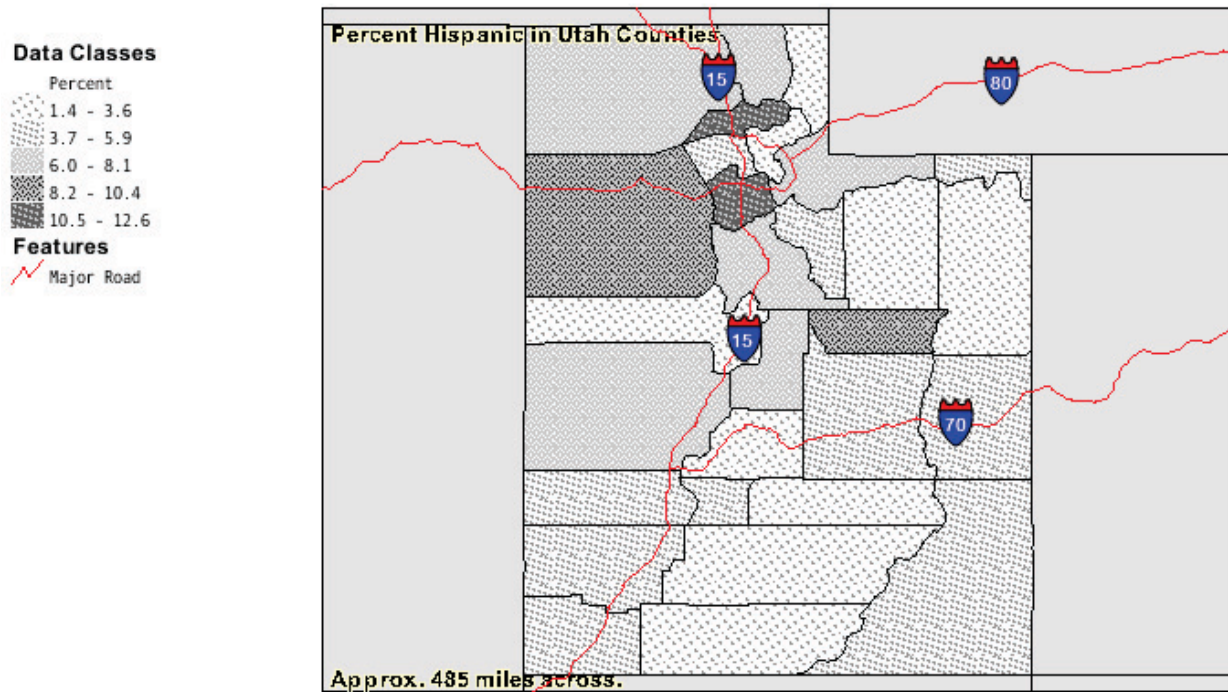 Data Classes
Percent
1.4 - 3.6
3.7 - 5.9
6.0 - 8.1
8.2 - 10.4
10.5 - 12.6
Features
Major Road
Percent Hispanic in Utah Counties
15
80
15
70
Approx. 485 miles across.